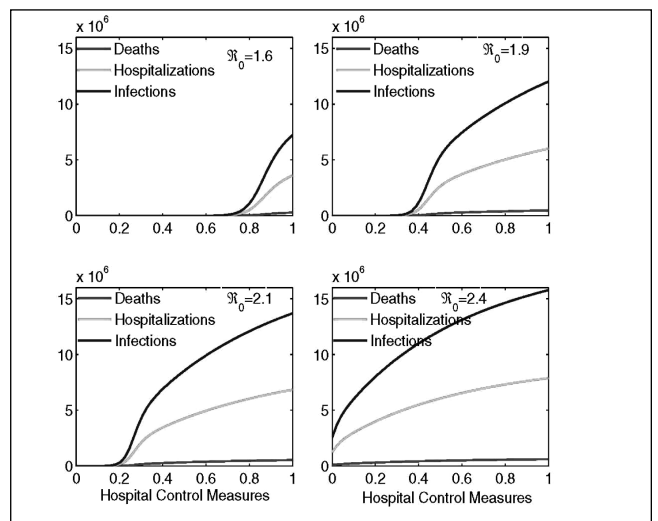 x 10^6
15
10
5
0
Deaths
Hospitalizations
Infections
ℜ0=1.6
0 0.2 0.4 0.6 0.8 1
x 10^6
15
10
5
0
Deaths
Hospitalizations
Infections
ℜ0=1.9
0 0.2 0.4 0.6 0.8 1
x 10^6
15
10
5
0
Deaths
Hospitalizations
Infections
ℜ0=2.1
0 0.2 0.4 0.6 0.8 1
Hospital Control Measures
x 10^6
15
10
5
0
Deaths
Hospitalizations
Infections
ℜ0=2.4
0 0.2 0.4 0.6 0.8 1
Hospital Control Measures